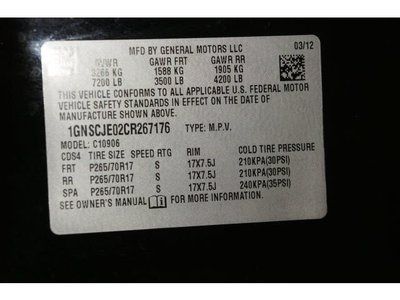 MFD BY GENERAL MOTORS LLC 03/12
GVWR GAWR FRT GAWR RR
3266 KG 1588 KG 1905 KG
7200 LB 3500 LB 4200 LB
THIS VEHICLE CONFORMS TO ALL APPLICABLE U.S. FEDERAL MOTOR
VEHICLE SAFETY STANDARDS IN EFFECT ON THE DATE OF
MANUFACTURE SHOWN ABOVE.
1GNSCJE02CR267176 TYPE: M.P.V.
MODEL: C10906
CDS4 TIRE SIZE SPEED RTG RIM COLD TIRE PRESSURE
FRT P265/70R17 S 17X7.5J 210KPA(30PSI)
RR P265/70R17 S 17X7.5J 210KPA(30PSI)
SPA P265/70R17 S 17X7.5J 240KPA(35PSI)
SEE OWNER'S MANUAL FOR MORE INFORMATION.